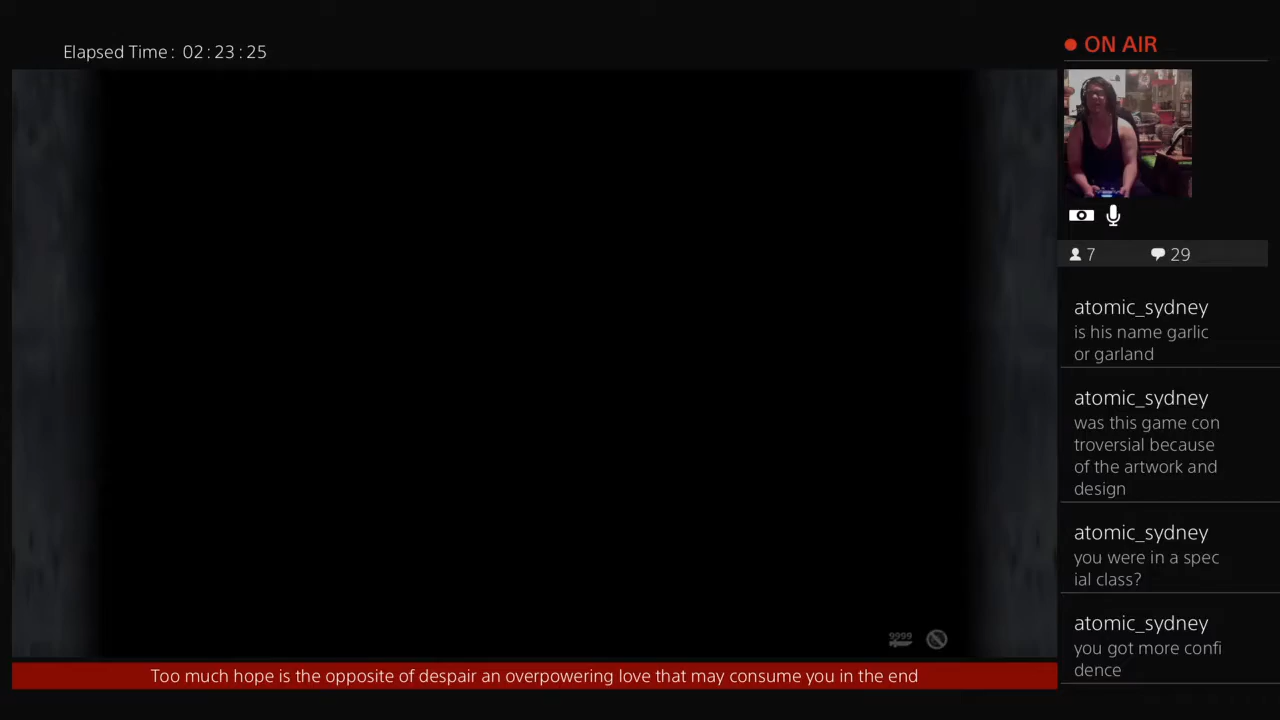 Elapsed Time: 02:23:25
ON AIR
7
29
atomic_sydney
is his name garlic
or garland
atomic_sydney
was this game con
troversial because
of the artwork and
design
atomic_sydney
you were in a spec
ial class?
atomic_sydney
you got more confi
dence
9999
Too much hope is the opposite of despair an overpowering love that may consume you in the end